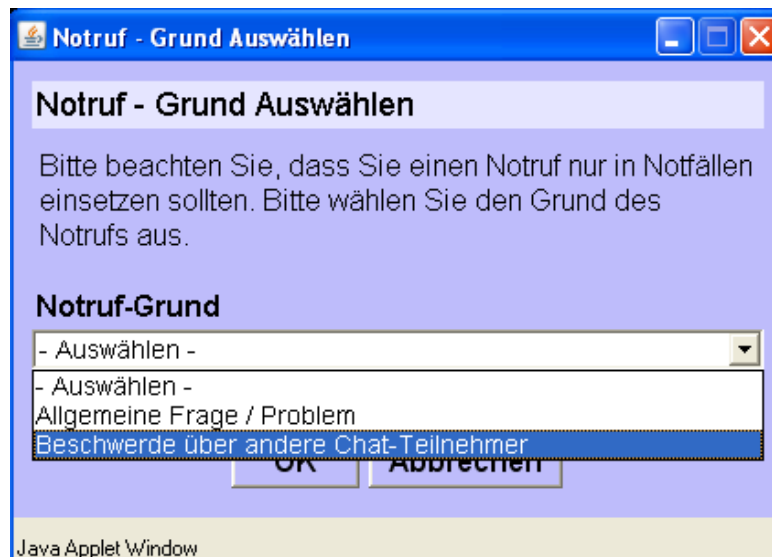 Notruf - Grund Auswählen
Notruf - Grund Auswählen
Bitte beachten Sie, dass Sie einen Notruf nur in Notfällen
einsetzen sollten. Bitte wählen Sie den Grund des
Notrufs aus.
Notruf-Grund
- Auswählen -
- Auswählen -
Allgemeine Frage / Problem
Beschwerde über andere Chat-Teilnehmer
OK Abbrechen
Java Applet Window